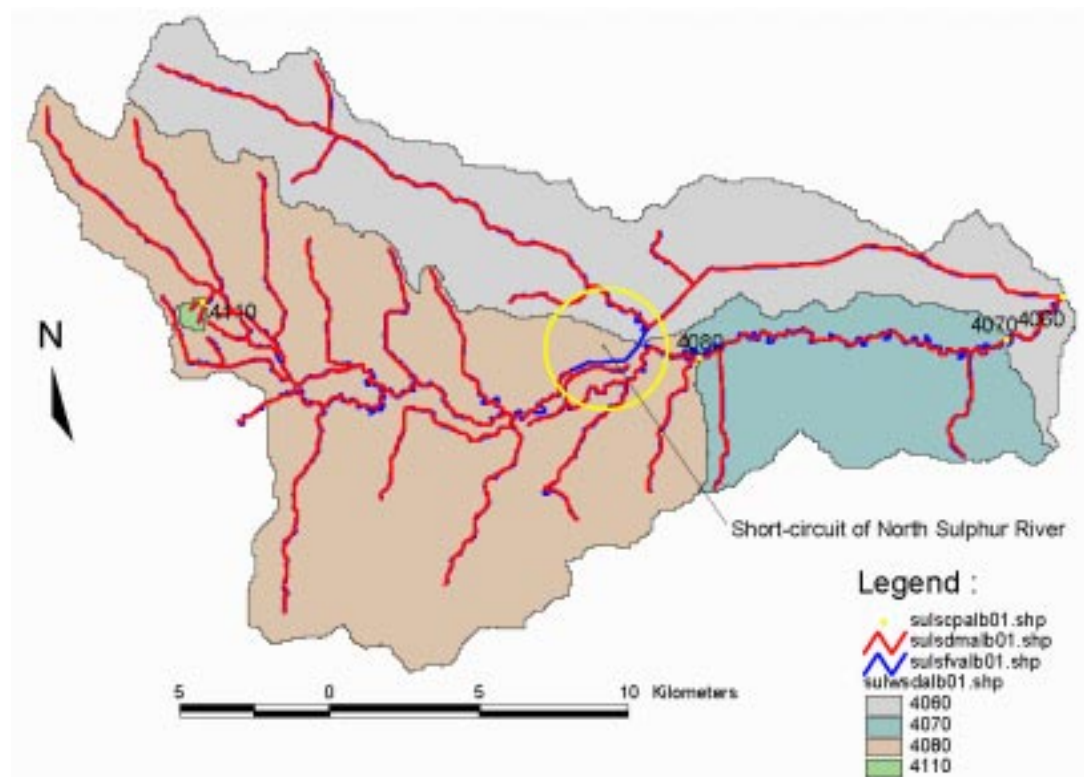 4110
N
4070 4060
4080
Short-circuit of North Sulphur River
Legend :
sulscpalb01.shp
sulsdmalb01.shp
sulsfvalb01.shp
sulwsdalb01.shp
4060
4070
4080
4110
5 0 5 10 Kilometers